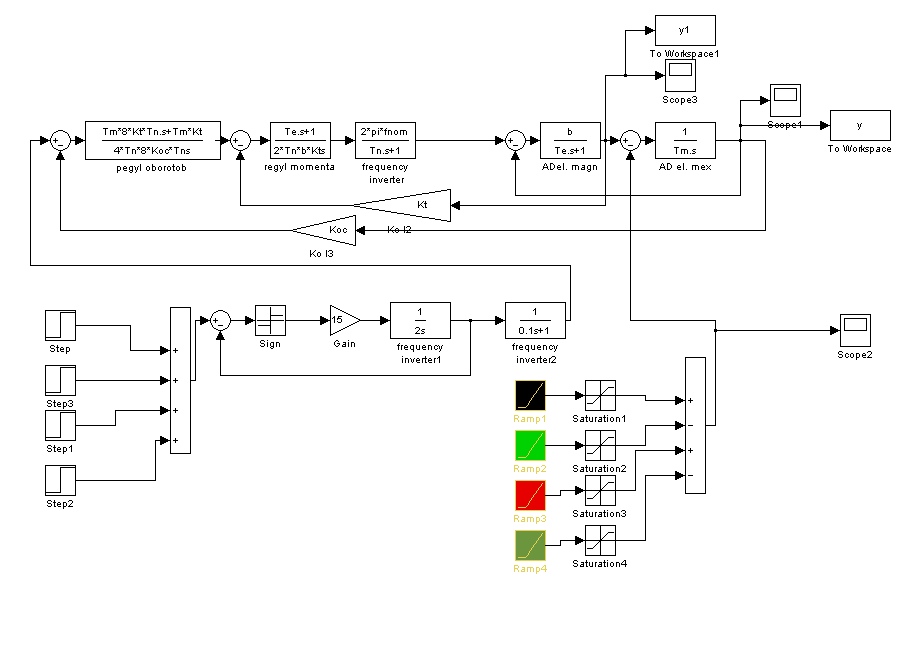 y1
To Workspace1
Scope3
Scope1
y
To Workspace
Tm*8*Kt*Tn.s+Tm*Kt
4*Tn*8*Koc*Tns
pegyl oborotob
Te.s+1
2*Tn*b*Kts
regyl momenta
2*pi*fnom
Tn.s+1
frequency
inverter
b
Te.s+1
ADel. magn
1
Tm.s
AD el. mex
Kt
Ko l2
Koc
Ko l3
Step
Step3
Step1
Step2
Sign
15
Gain
1
2s
frequency
inverter1
1
0.1s+1
frequency
inverter2
Scope2
Ramp1
Saturation1
Ramp2
Saturation2
Ramp3
Saturation3
Ramp4
Saturation4